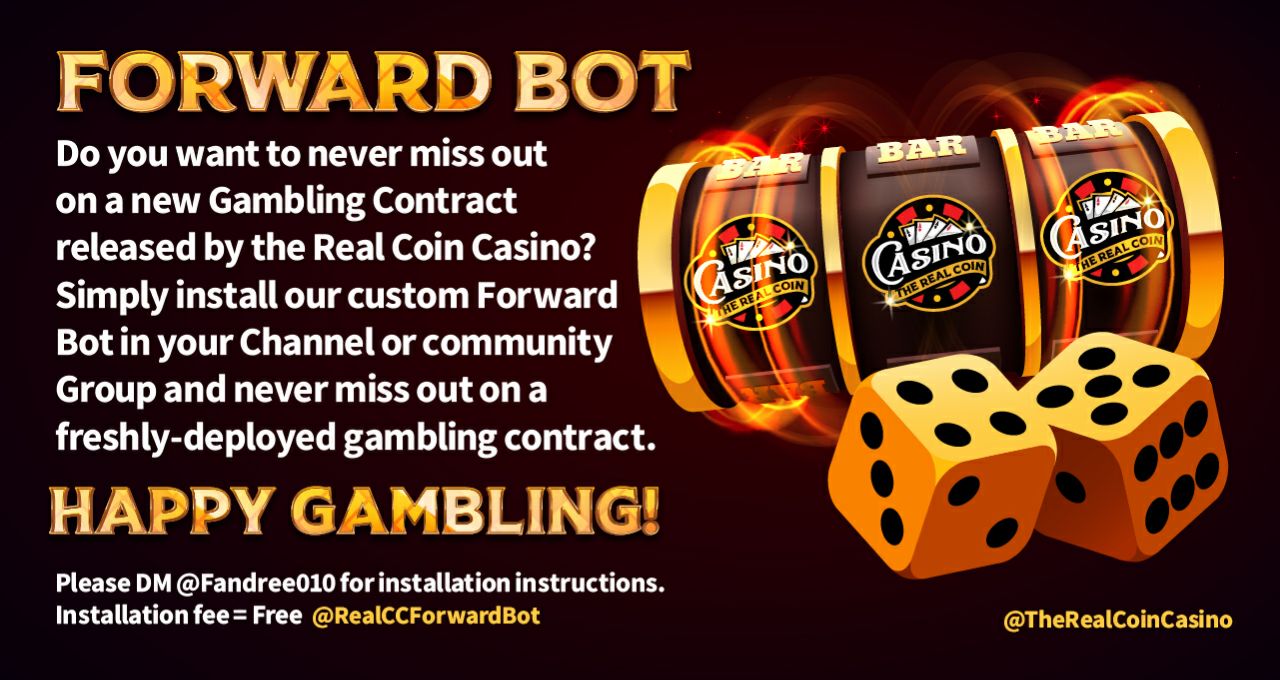 FORWARD BOT
Do you want to never miss out
on a new Gambling Contract
released by the Real Coin Casino?
Simply install our custom Forward
Bot in your Channel or community
Group and never miss out on a
freshly-deployed gambling contract.
HAPPY GAMBLING!
Please DM @Fandree010 for installation instructions.
Installation fee = Free @RealCCForwardBot
BAR
BAR
BAR
CASINO
THE REAL COIN
CASINO
THE REAL COIN
CASINO
THE REAL COIN
@TheRealCoinCasino